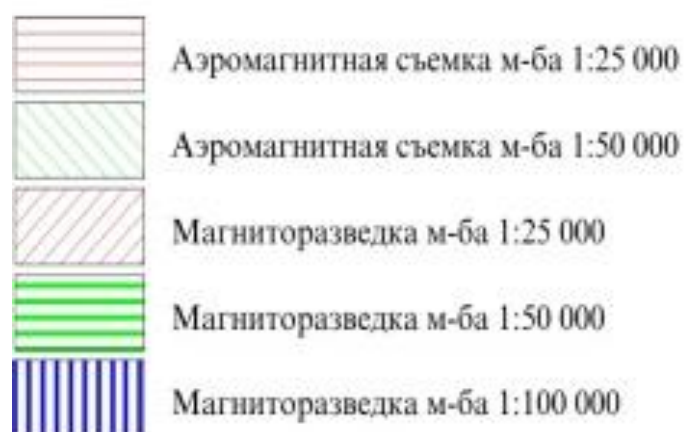 Аэромагнитная съемка м-ба 1:25 000
Аэромагнитная съемка м-ба 1:50 000
Магниторазведка м-ба 1:25 000
Магниторазведка м-ба 1:50 000
Магниторазведка м-ба 1:100 000